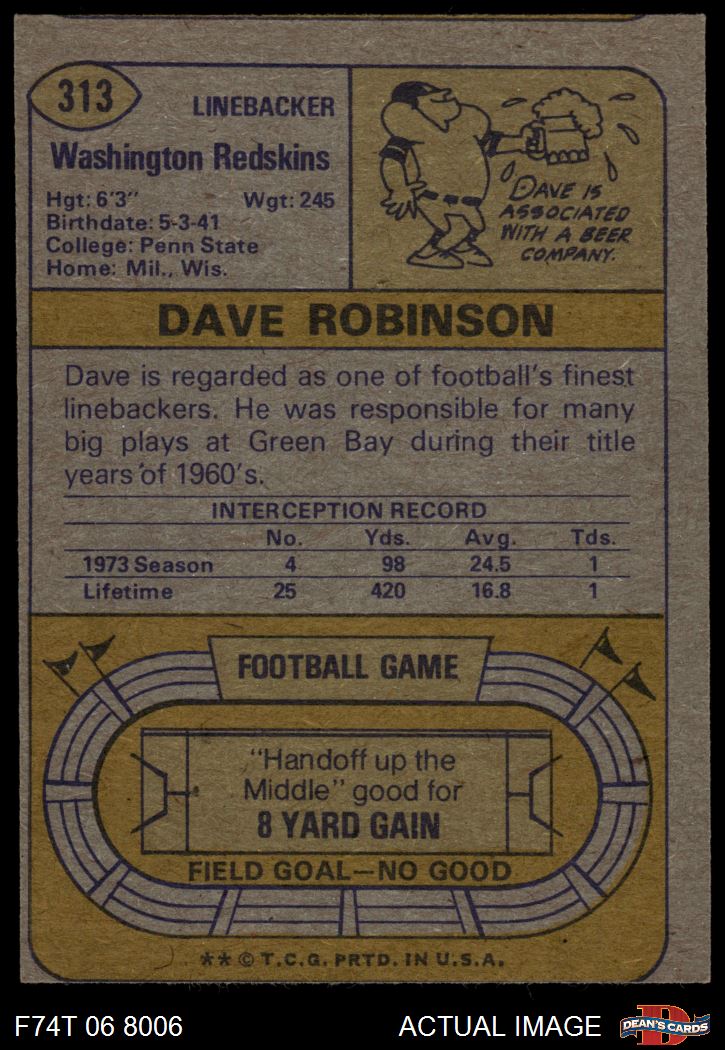 313
LINEBACKER
Washington Redskins
Hgt: 6'3" Wgt: 245
Birthdate: 5-3-41
College: Penn State
Home: Mil., Wis.
DAVE IS
ASSOCIATED
WITH A BEER
COMPANY.
DAVE ROBINSON
Dave is regarded as one of football's finest
linebackers. He was responsible for many
big plays at Green Bay during their title
years of 1960's.
INTERCEPTION RECORD
No. Yds. Avg. Tds.
1973 Season 4 98 24.5 1
Lifetime 25 420 16.8 1
FOOTBALL GAME
"Handoff up the
Middle" good for
8 YARD GAIN
FIELD GOAL—NO GOOD
** © T.C.G. PRTD. IN U.S.A.
F74T 06 8006 ACTUAL IMAGE
DEAN'S CARDS